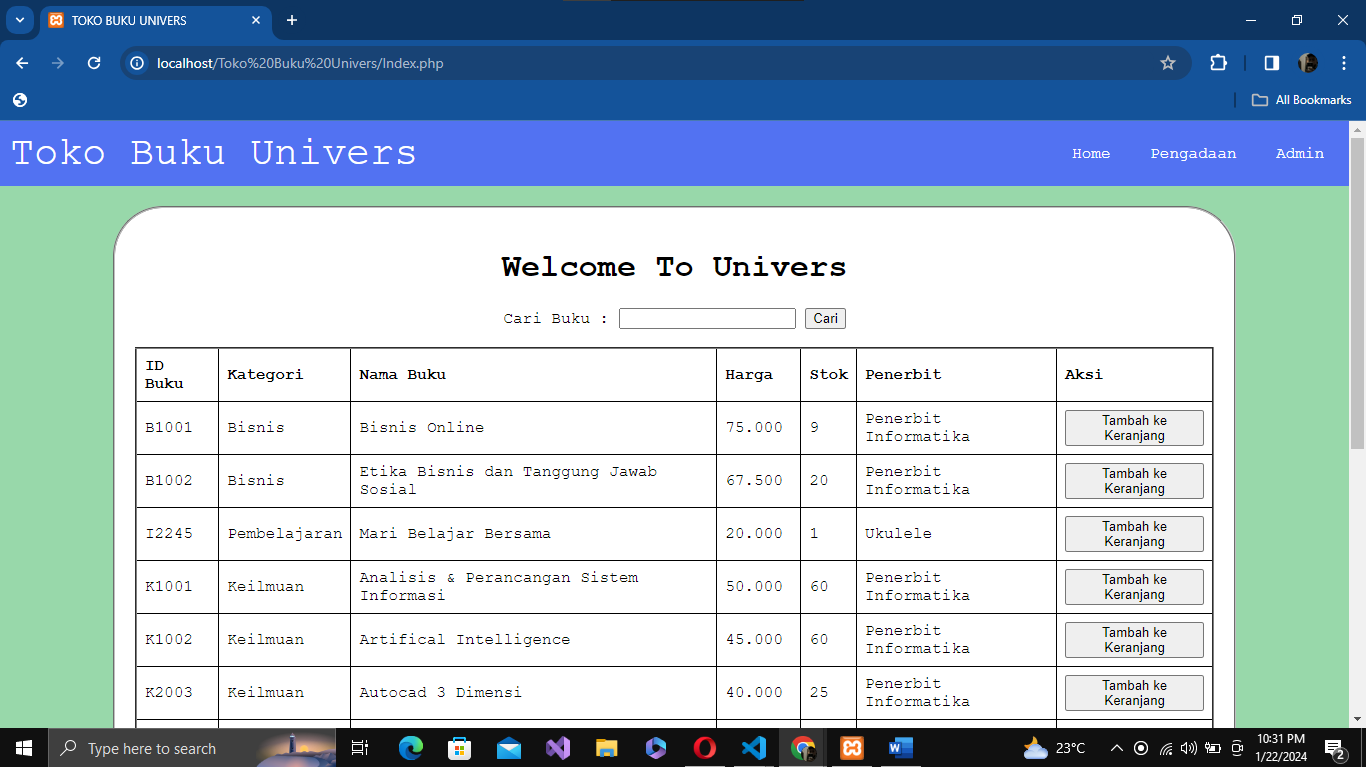 TOKO BUKU UNIVERS
localhost/Toko%20Buku%20Univers/Index.php
All Bookmarks
Toko Buku Univers
Home Pengadaan Admin
Welcome To Univers
Cari Buku : Cari
ID Buku Kategori Nama Buku Harga Stok Penerbit Aksi
B1001 Bisnis Bisnis Online 75.000 9 Penerbit Informatika Tambah ke Keranjang
B1002 Bisnis Etika Bisnis dan Tanggung Jawab Sosial 67.500 20 Penerbit Informatika Tambah ke Keranjang
I2245 Pembelajaran Mari Belajar Bersama 20.000 1 Ukulele Tambah ke Keranjang
K1001 Keilmuan Analisis & Perancangan Sistem Informasi 50.000 60 Penerbit Informatika Tambah ke Keranjang
K1002 Keilmuan Artifical Intelligence 45.000 60 Penerbit Informatika Tambah ke Keranjang
K2003 Keilmuan Autocad 3 Dimensi 40.000 25 Penerbit Informatika Tambah ke Keranjang
Type here to search
23°C
10:31 PM
1/22/2024
2